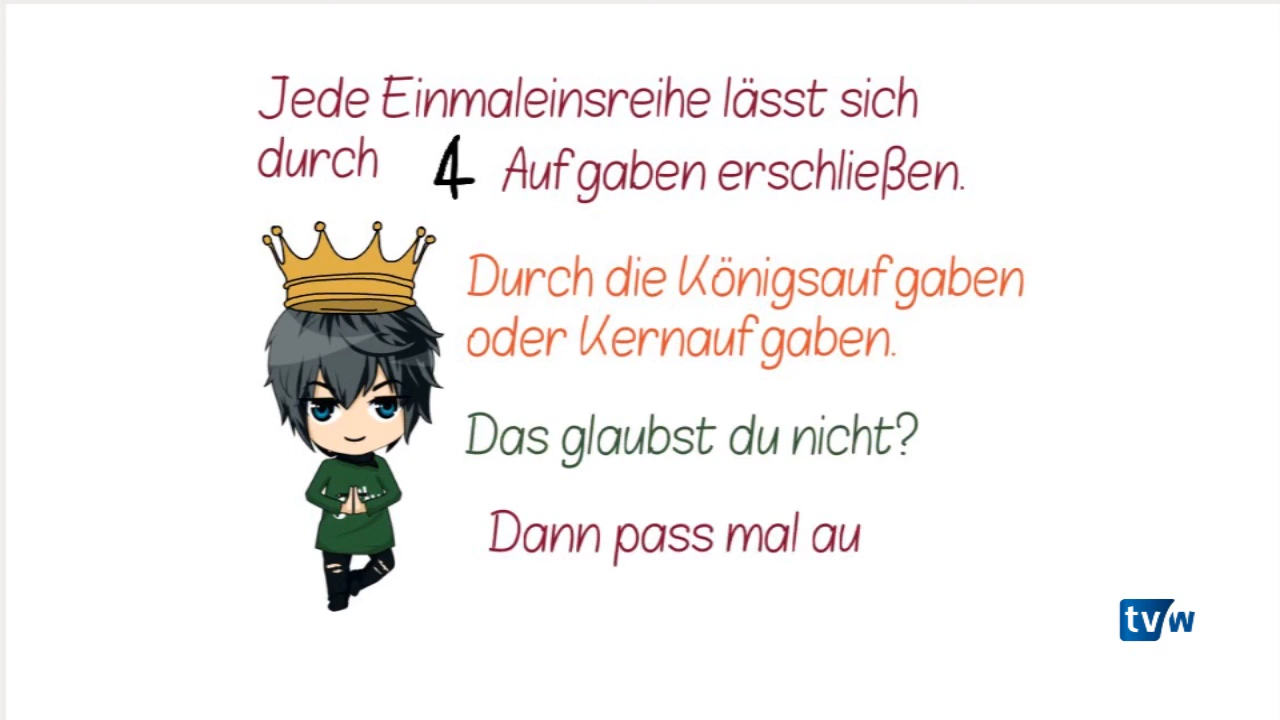 Jede Einmaleinsreihe lässt sich
durch 4 Aufgaben erschließen.
Durch die Königsaufgaben
oder Kernaufgaben.
Das glaubst du nicht?
Dann pass mal au
tvw